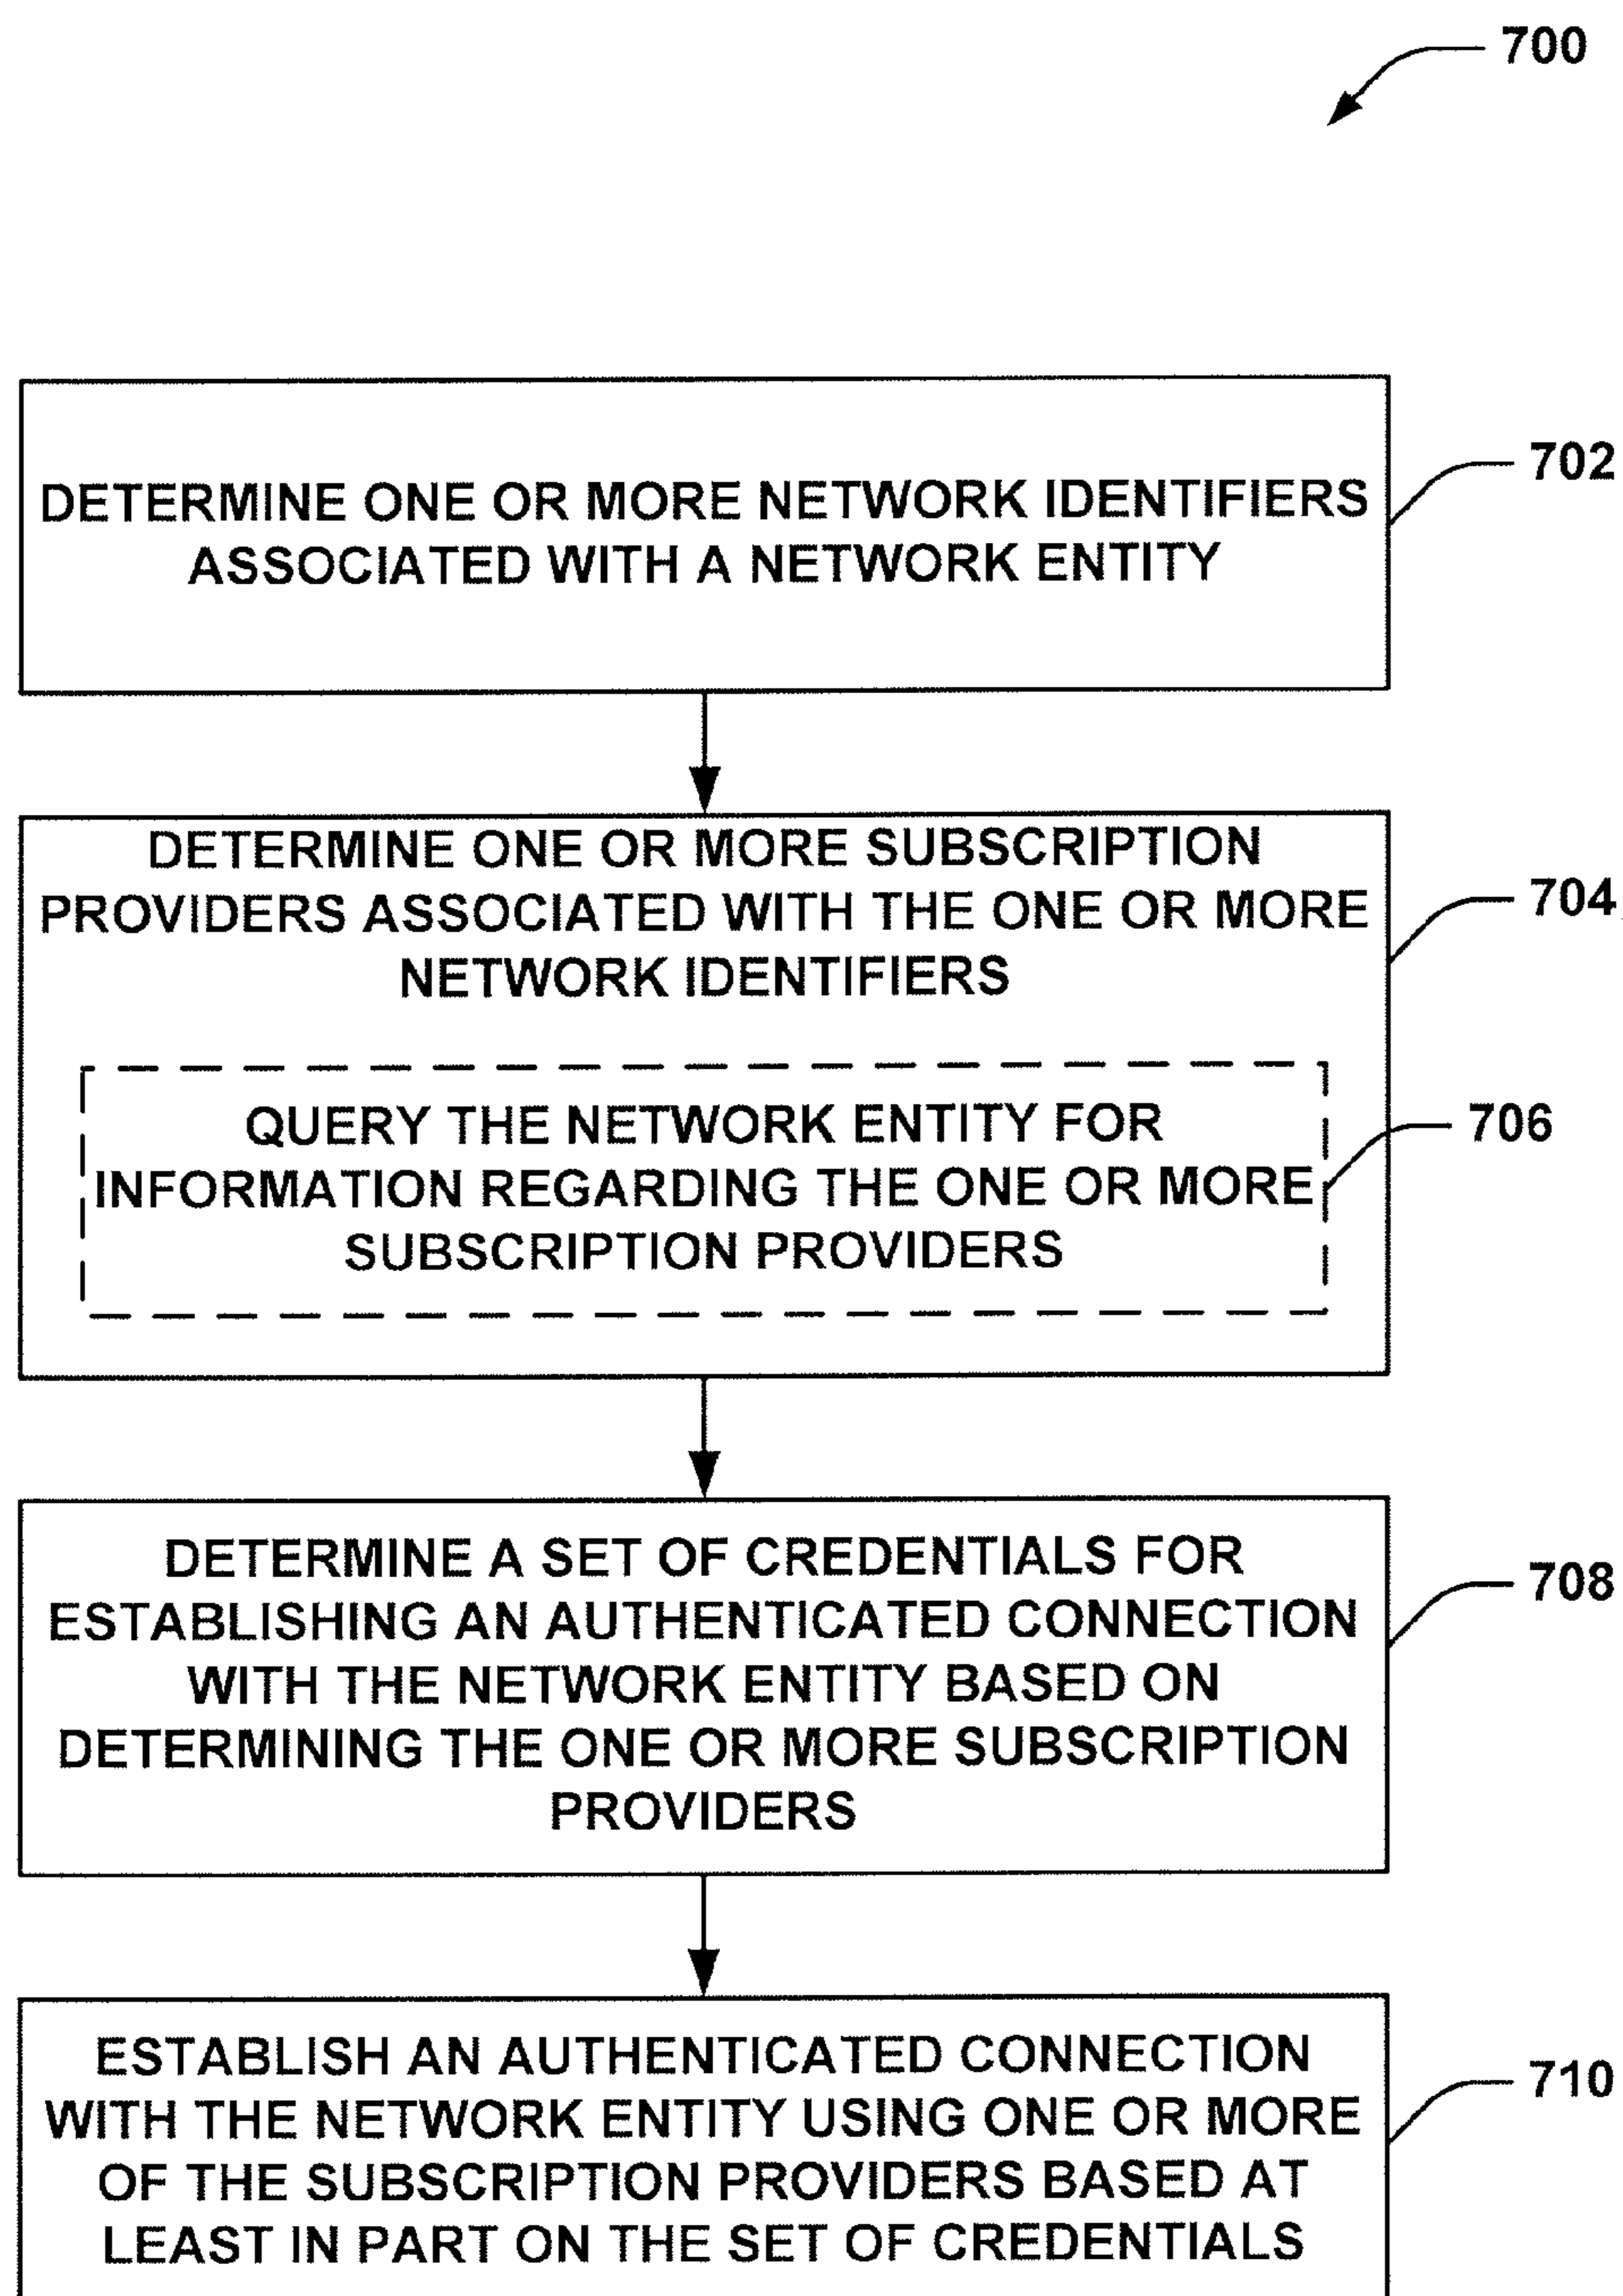 700
DETERMINE ONE OR MORE NETWORK IDENTIFIERS
ASSOCIATED WITH A NETWORK ENTITY
702
DETERMINE ONE OR MORE SUBSCRIPTION
PROVIDERS ASSOCIATED WITH THE ONE OR MORE
NETWORK IDENTIFIERS
704
QUERY THE NETWORK ENTITY FOR
INFORMATION REGARDING THE ONE OR MORE
SUBSCRIPTION PROVIDERS
706
DETERMINE A SET OF CREDENTIALS FOR
ESTABLISHING AN AUTHENTICATED CONNECTION
WITH THE NETWORK ENTITY BASED ON
DETERMINING THE ONE OR MORE SUBSCRIPTION
PROVIDERS
708
ESTABLISH AN AUTHENTICATED CONNECTION
WITH THE NETWORK ENTITY USING ONE OR MORE
OF THE SUBSCRIPTION PROVIDERS BASED AT
LEAST IN PART ON THE SET OF CREDENTIALS
710